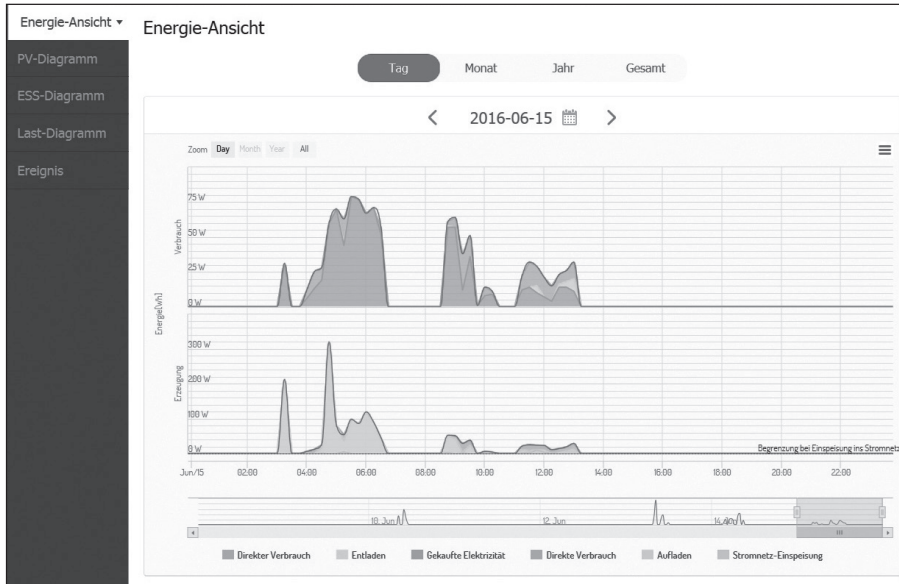 Energie-Ansicht
PV-Diagramm
ESS-Diagramm
Last-Diagramm
Ereignis
Energie-Ansicht
Tag Monat Jahr Gesamt
2016-06-15
Zoom Day Month Year All
Energie[Wh]
Verbrauch
75 W
50 W
25 W
0 W
Erzeugung
300 W
200 W
100 W
0 W
Begrenzung bei Einspeisung ins Stromnetz
Jun/15 02:00 04:00 06:00 08:00 10:00 12:00 14:00 16:00 18:00 20:00 22:00
10. Jun 12. Jun 14. Jun
Direkter Verbrauch Entladen Gekaufte Elektrizität Direkte Verbrauch Aufladen Stromnetz-Einspeisung